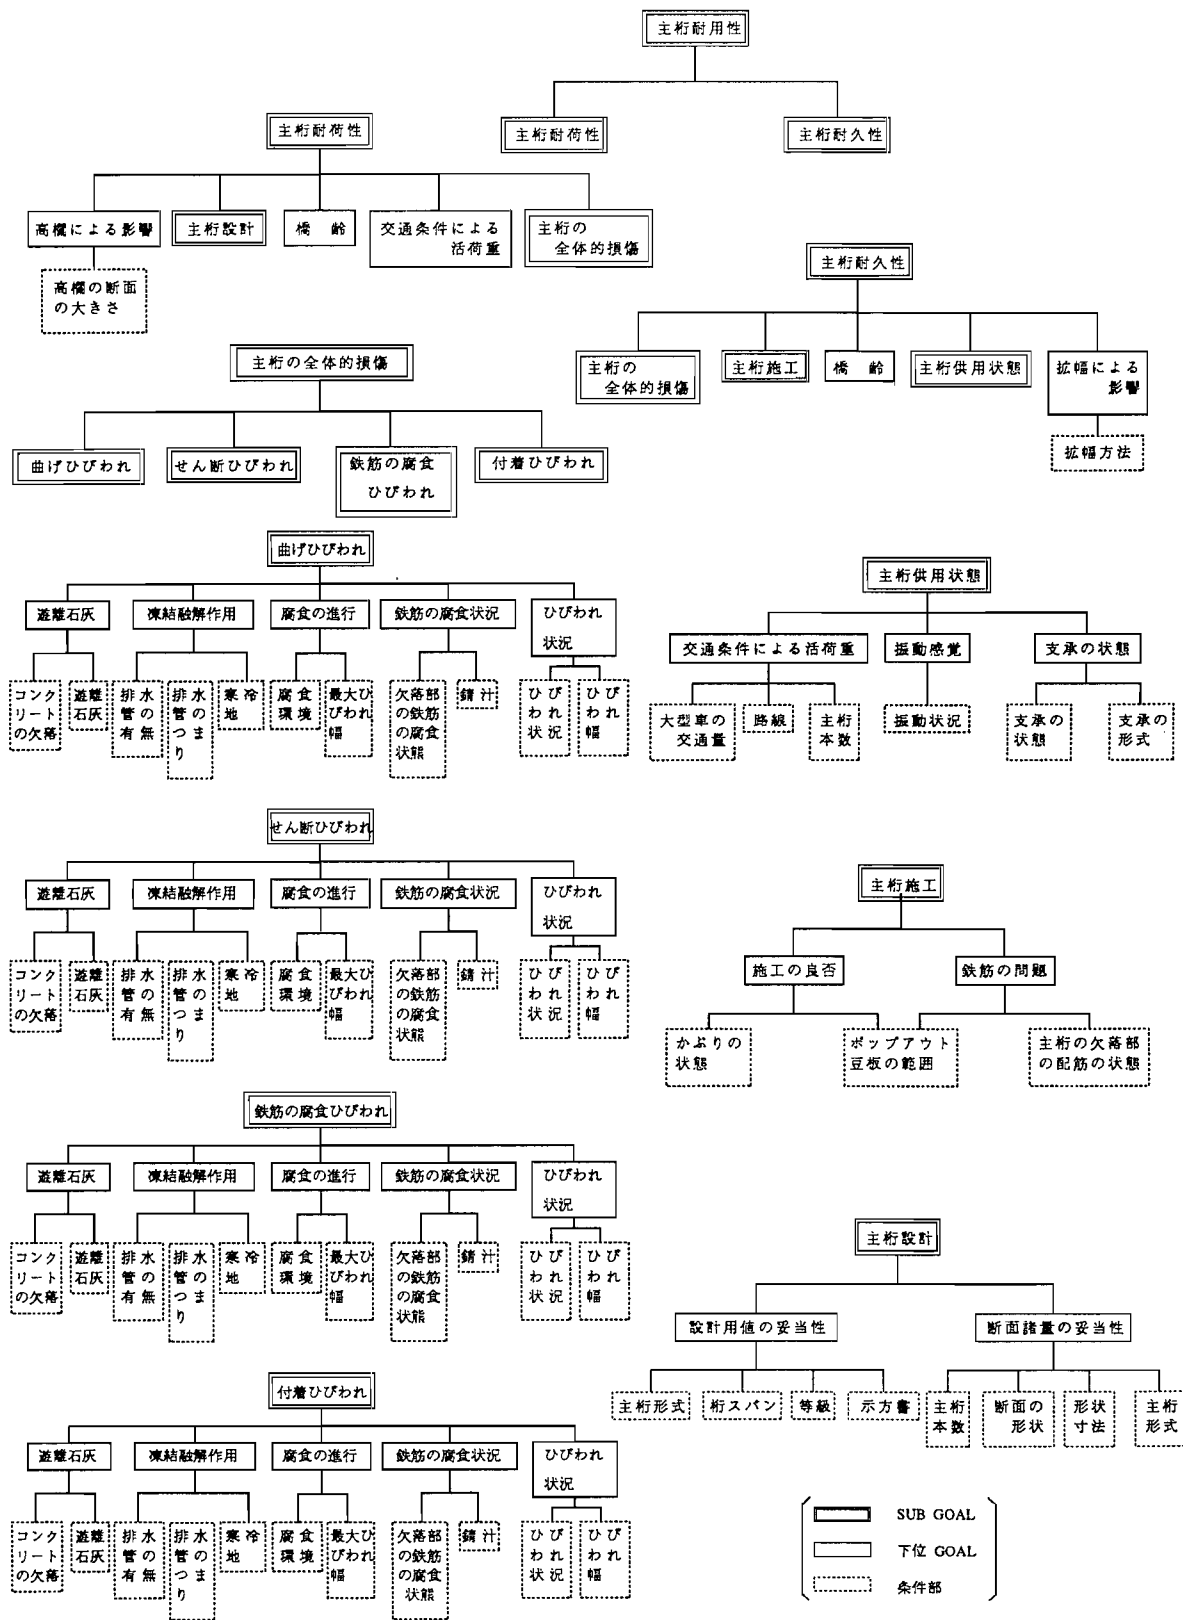 主桁耐用性
主桁耐荷性
主桁耐久性
主桁耐荷性
高欄による影響
主桁設計
橋 齢
交通条件による
活荷重
主桁の
全体的損傷
高欄の断面
の大きさ
主桁耐久性
主桁の
全体的損傷
主桁施工
橋 齢
主桁供用状態
拡幅による
影響
拡幅方法
主桁の全体的損傷
曲げひびわれ
せん断ひびわれ
鉄筋の腐食
ひびわれ
付着ひびわれ
曲げひびわれ
遊離石灰
凍結融解作用
腐食の進行
鉄筋の腐食状況
ひびわれ
状況
コンク
リート
の欠落
遊離
石灰
排水
管の
有無
排水
管の
つま
り
寒冷
地
腐食
環境
最大ひ
びわれ
幅
欠落部
の鉄筋
の腐食
状態
錆汁
ひび
われ
状況
ひび
われ
幅
主桁供用状態
交通条件による活荷重
振動感覚
支承の状態
大型車の
交通量
路線
主桁
本数
振動状況
支承の
状態
支承の
形式
せん断ひびわれ
遊離石灰
凍結融解作用
腐食の進行
鉄筋の腐食状況
ひびわれ
状況
コンク
リート
の欠落
遊離
石灰
排水
管の
有無
排水
管の
つま
り
寒冷
地
腐食
環境
最大ひ
びわれ
幅
欠落部
の鉄筋
の腐食
状態
錆汁
ひび
われ
状況
ひび
われ
幅
主桁施工
施工の良否
鉄筋の問題
かぶりの
状態
ポップアウト
豆板の範囲
主桁の欠落部
の配筋の状態
鉄筋の腐食ひびわれ
遊離石灰
凍結融解作用
腐食の進行
鉄筋の腐食状況
ひびわれ
状況
コンク
リート
の欠落
遊離
石灰
排水
管の
有無
排水
管の
つま
り
寒冷
地
腐食
環境
最大ひ
びわれ
幅
欠落部
の鉄筋
の腐食
状態
錆汁
ひび
われ
状況
ひび
われ
幅
主桁設計
設計用値の妥当性
断面諸量の妥当性
主桁形式
桁スパン
等級
示方書
主桁
本数
断面の
形状
形状
寸法
主桁
形式
付着ひびわれ
遊離石灰
凍結融解作用
腐食の進行
鉄筋の腐食状況
ひびわれ
状況
コンク
リート
の欠落
遊離
石灰
排水
管の
有無
排水
管の
つま
り
寒冷
地
腐食
環境
最大ひ
びわれ
幅
欠落部
の鉄筋
の腐食
状態
錆汁
ひび
われ
状況
ひび
われ
幅
SUB GOAL
下位 GOAL
条件部